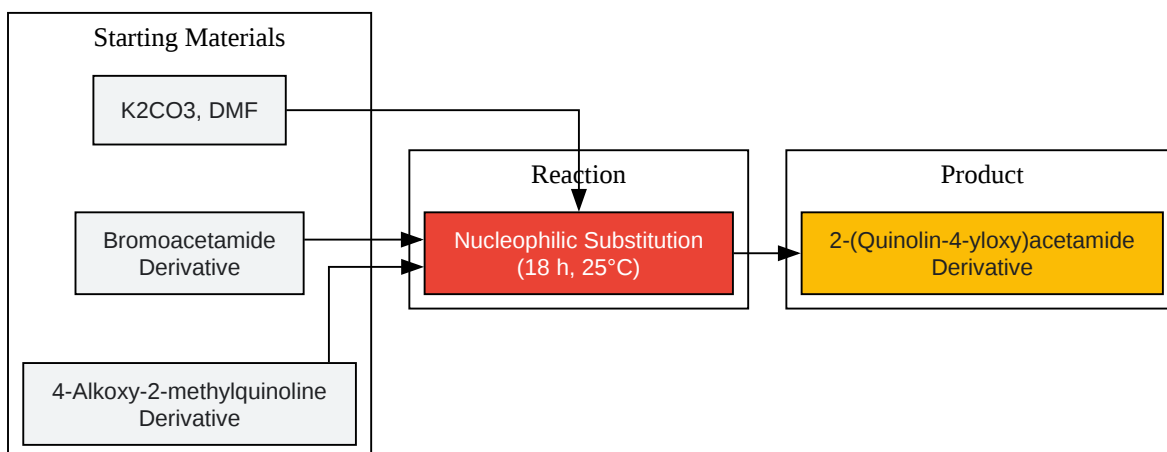 Starting Materials
K2CO3, DMF
Bromoacetamide
Derivative
4-Alkoxy-2-methylquinoline
Derivative
Reaction
Nucleophilic Substitution
(18 h, 25°C)
Product
2-(Quinolin-4-yloxy)acetamide
Derivative